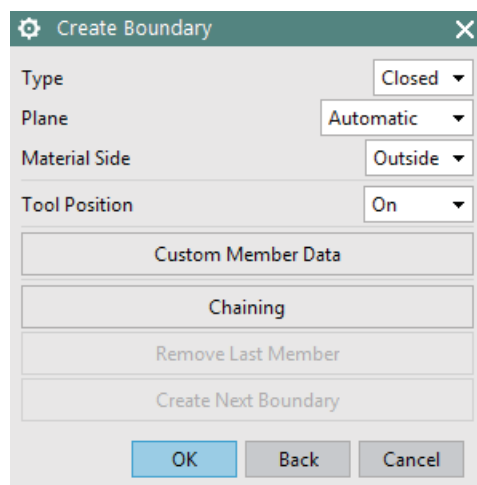 Create Boundary
Type Closed
Plane Automatic
Material Side Outside
Tool Position On
Custom Member Data
Chaining
Remove Last Member
Create Next Boundary
OK Back Cancel